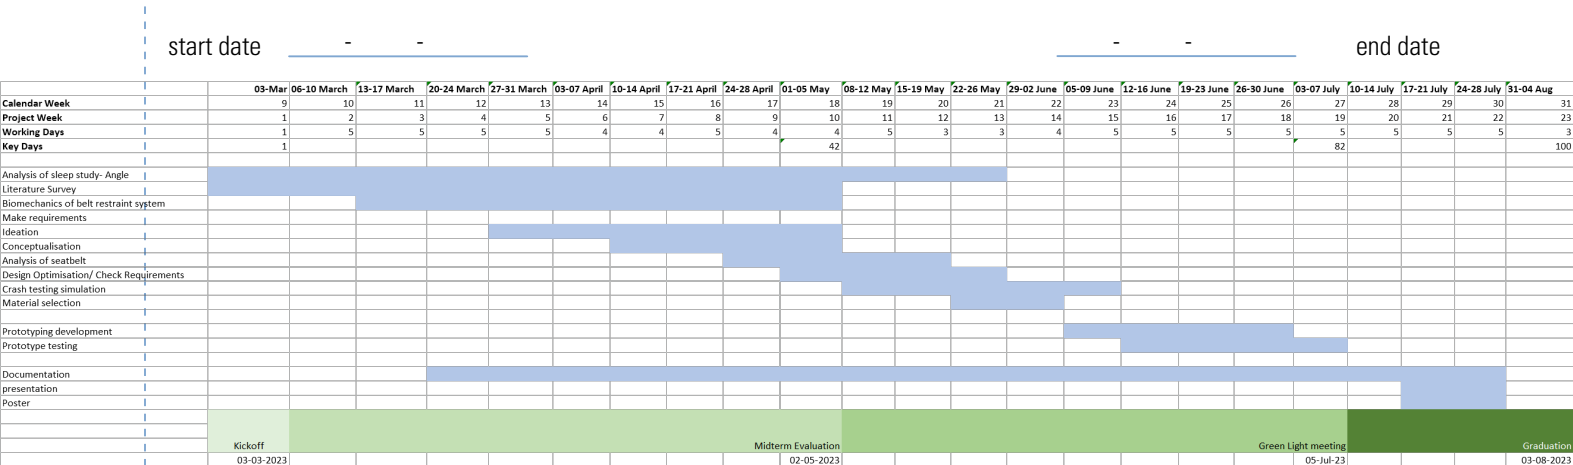 start date - - - - end date
03-Mar 06-10 March 13-17 March 20-24 March 27-31 March 03-07 April 10-14 April 17-21 April 24-28 April 01-05 May 08-12 May 15-19 May 22-26 May 29-02 June 05-09 June 12-16 June 19-23 June 26-30 June 03-07 July 10-14 July 17-21 July 24-28 July 31-04 Aug
Calendar Week 9 10 11 12 13 14 15 16 17 18 19 20 21 22 23 24 25 26 27 28 29 30 31
Project Week 1 2 3 4 5 6 7 8 9 10 11 12 13 14 15 16 17 18 19 20 21 22 23
Working Days 1 5 5 5 5 4 4 5 4 4 5 3 3 4 5 5 5 5 5 5 5 5 3
Key Days 1 42 82 100
Analysis of sleep study- Angle
Literature Survey
Biomechanics of belt restraint system
Make requirements
Ideation
Conceptualisation
Analysis of seatbelt
Design Optimisation/ Check Requirements
Crash testing simulation
Material selection
Prototyping development
Prototype testing
Documentation
presentation
Poster
Kickoff Midterm Evaluation Green Light meeting Graduation
03-03-2023 02-05-2023 05-Jul-23 03-08-2023